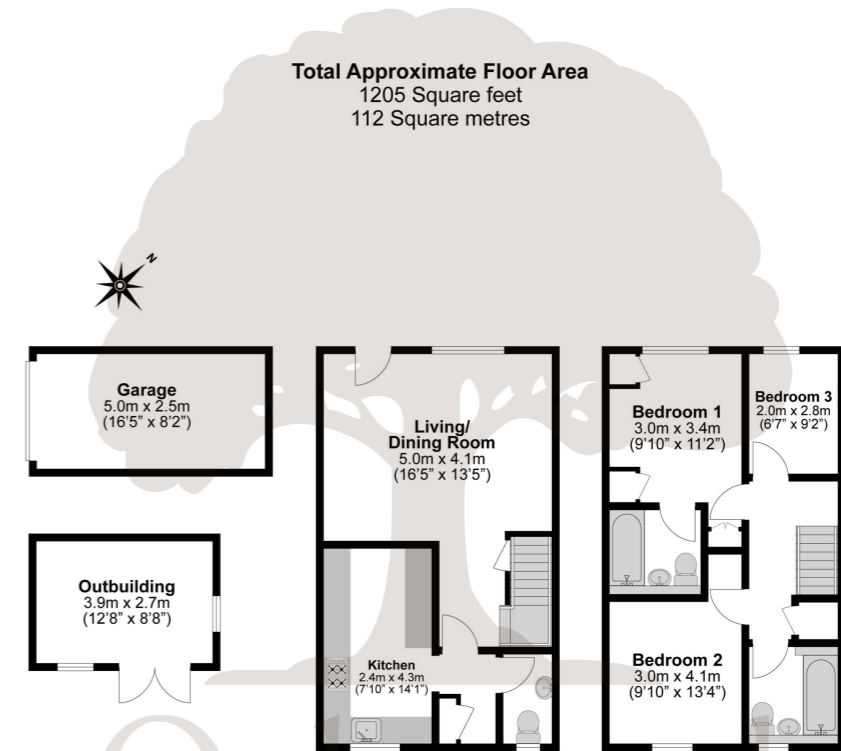 Total Approximate Floor Area
1205 Square feet
112 Square metres
N
Garage
5.0m x 2.5m
(16'5" x 8'2")
Living/
Dining Room
5.0m x 4.1m
(16'5" x 13'5")
Bedroom 1
3.0m x 3.4m
(9'10" x 11'2")
Bedroom 3
2.0m x 2.8m
(6'7" x 9'2")
Outbuilding
3.9m x 2.7m
(12'8" x 8'8")
Kitchen
2.4m x 4.3m
(7'10" x 14'1")
Bedroom 2
3.0m x 4.1m
(9'10" x 13'4")